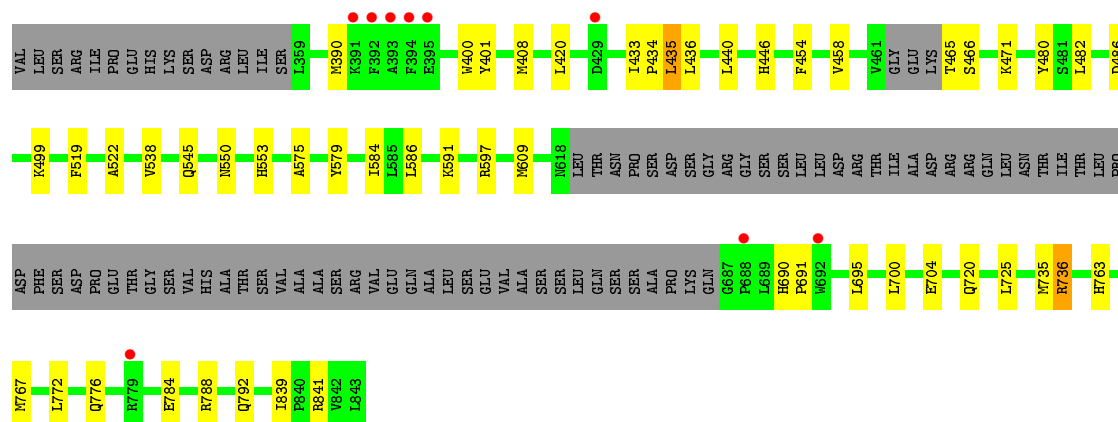 VAL LEU SER ARG ILE PRO GLU HIS LYS SER ASP ARG LEU ILE SER L359 M390 K391 F392 A393 F394 E395 W400 Y401 M408 L420 D429 I433 P434 L435 L436 L440 H446 F454 V458 V461 GLY GLU LYS T465 S466 K471 Y480 S481 L482 D486
K499 F519 A522 V538 Q545 N550 H553 A575 Y579 I584 L585 L586 K591 R597 M609 N618 LEU THR ASN PRO SER ASP SER GLY ARG GLY SER SER LEU LEU ASP ARG THR ILE ALA ASP ARG ARG GLN LEU ASN THR ILE THR LEU PRO
ASP PHE SER ASP PRO GLU THR GLY SER VAL HIS ALA THR SER VAL ALA ALA SER ARG VAL GLU GLN ALA LEU SER GLU VAL ALA SER SER LEU GLN SER SER ALA PRO LYS GLN G687 P688 L689 H690 P691 W692 L695 L700 E704 Q720 L725 M735 R736 H763
M767 L772 Q776 R779 E784 R788 Q792 I839 P840 R841 V842 L843